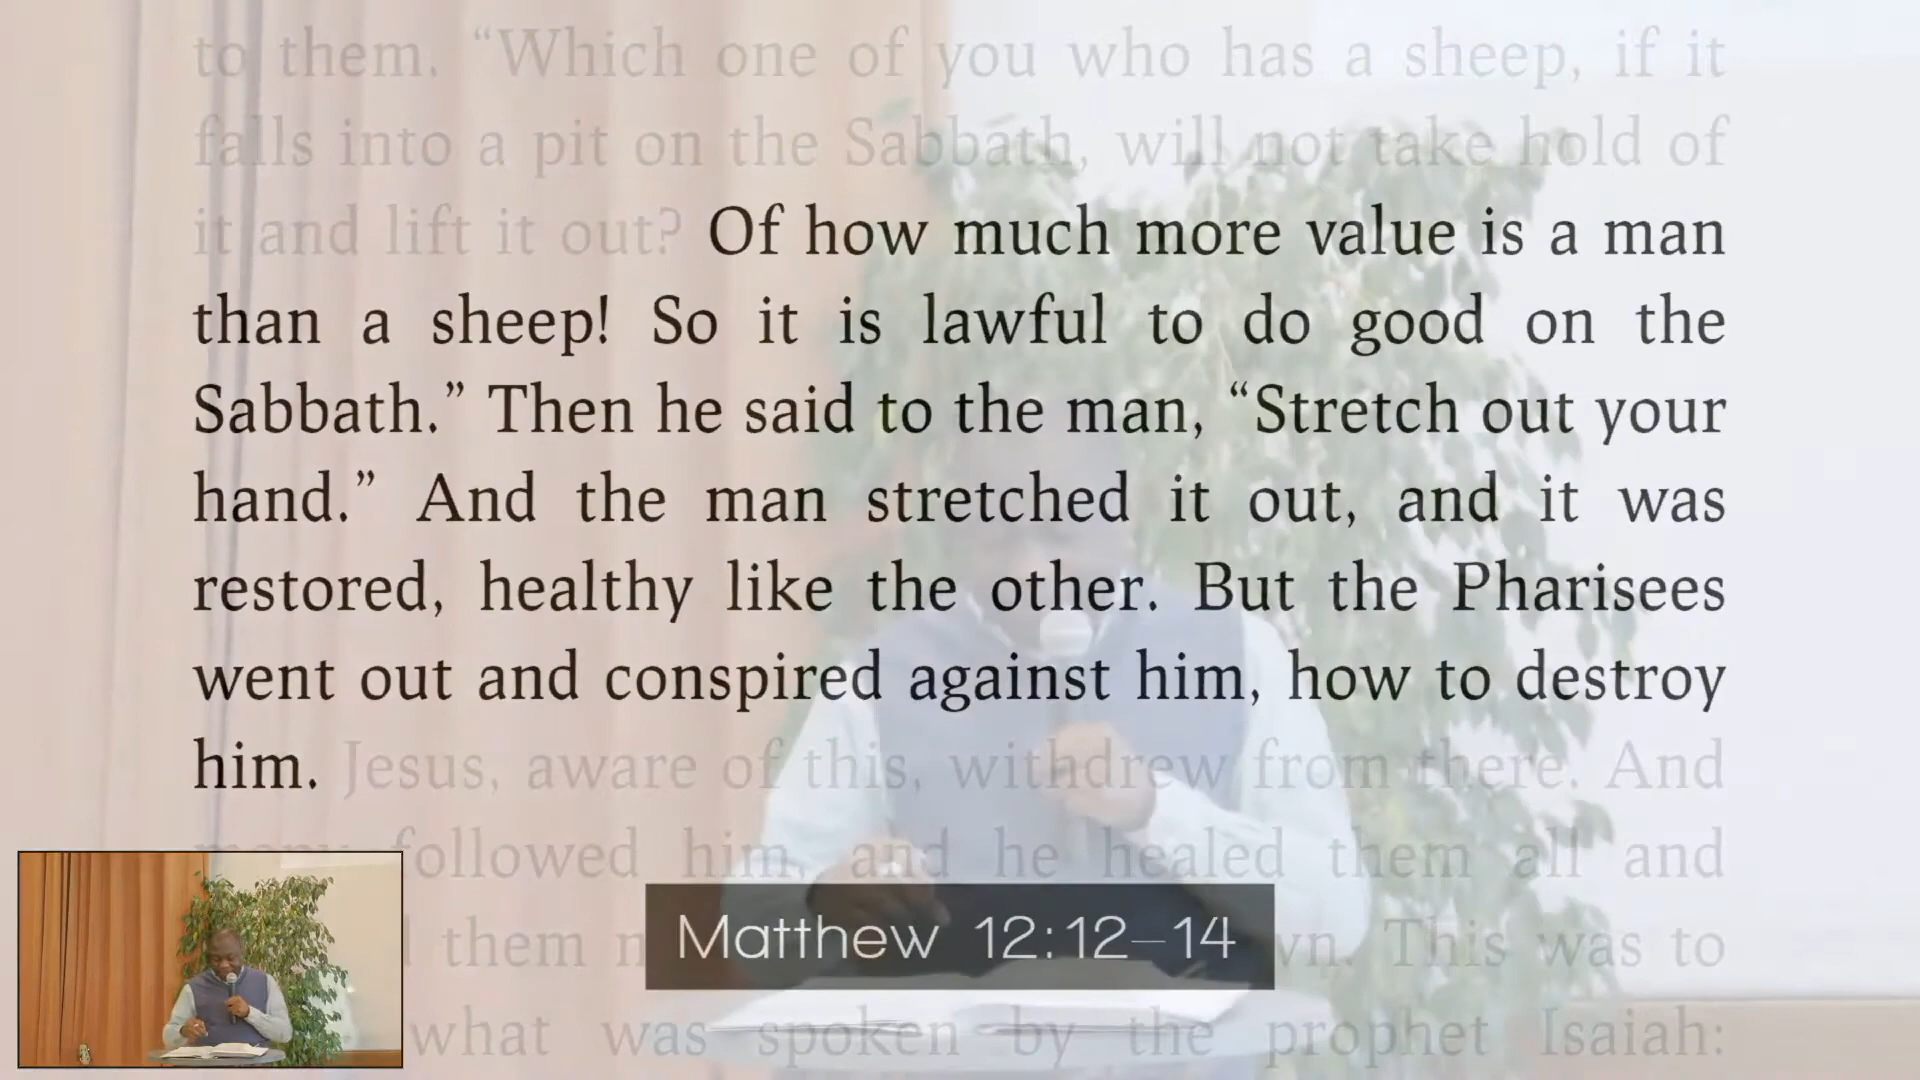 to them, “Which one of you who has a sheep, if it
falls into a pit on the Sabbath, will not take hold of
it and lift it out? Of how much more value is a man
than a sheep! So it is lawful to do good on the
Sabbath.” Then he said to the man, “Stretch out your
hand.” And the man stretched it out, and it was
restored, healthy like the other. But the Pharisees
went out and conspired against him, how to destroy
him. Jesus, aware of this, withdrew from there. And
many followed him, and he healed them all and
them
This was to
Matthew 12:12–14
what was spoken by the prophet Isaiah: